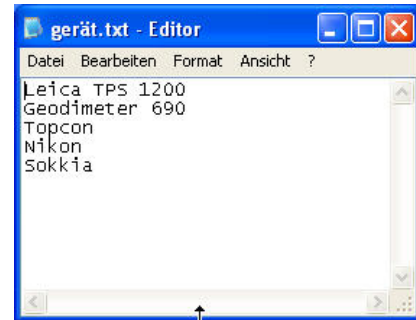 gerät.txt - Editor
Datei Bearbeiten Format Ansicht ?
Leica TPS 1200
Geodimeter 690
Topcon
Nikon
Sokkia